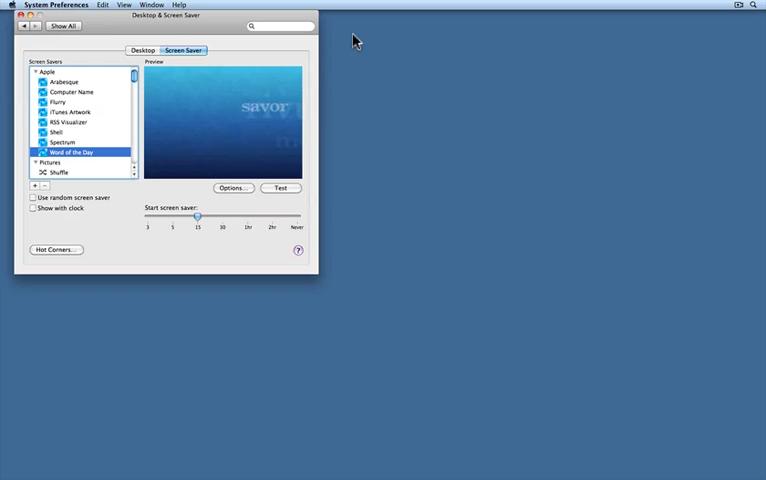 System Preferences Edit View Window Help
Desktop & Screen Saver
Show All
Desktop Screen Saver
Screen Savers
Preview
Apple
Arabesque
Computer Name
Flurry
iTunes Artwork
RSS Visualizer
Shell
Spectrum
Word of the Day
Pictures
Shuffle
savor
+ −
Options... Test
Use random screen saver
Show with clock
Start screen saver:
3 5 15 30 1hr 2hr Never
Hot Corners...
?